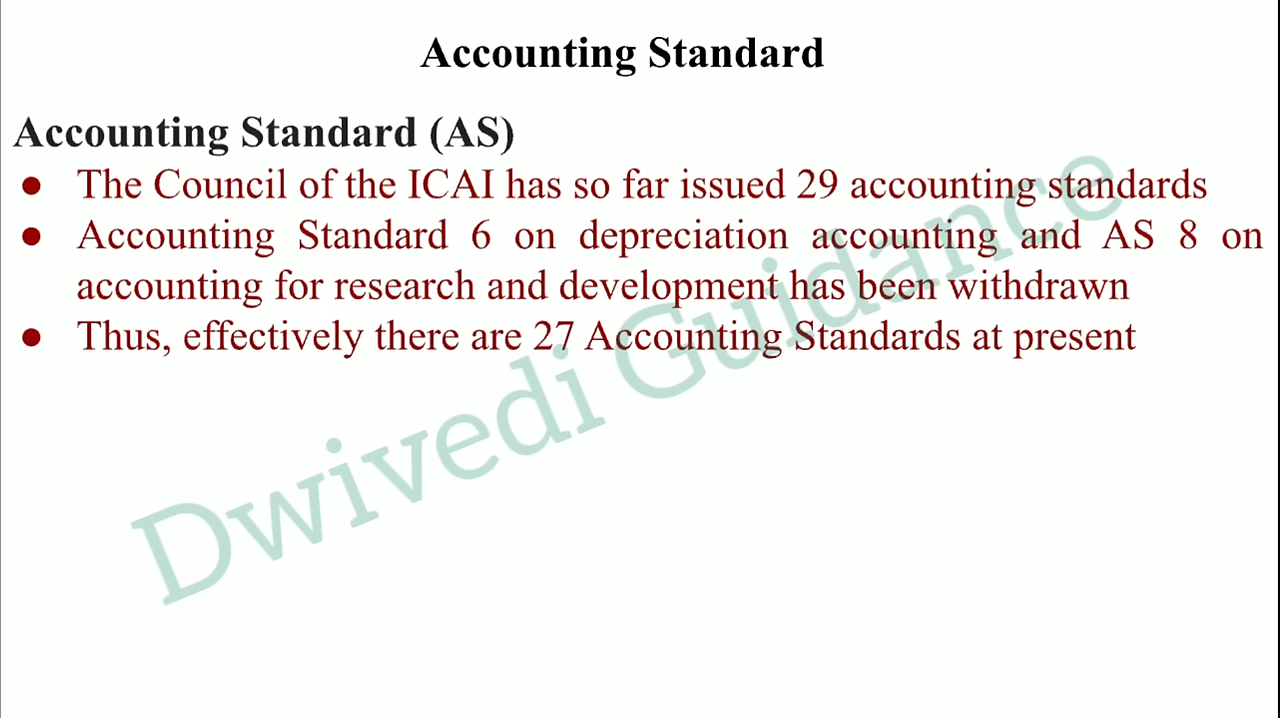 Accounting Standard
Accounting Standard (AS)
● The Council of the ICAI has so far issued 29 accounting standards
● Accounting Standard 6 on depreciation accounting and AS 8 on
accounting for research and development has been withdrawn
● Thus, effectively there are 27 Accounting Standards at present
Dwivedi Guidance